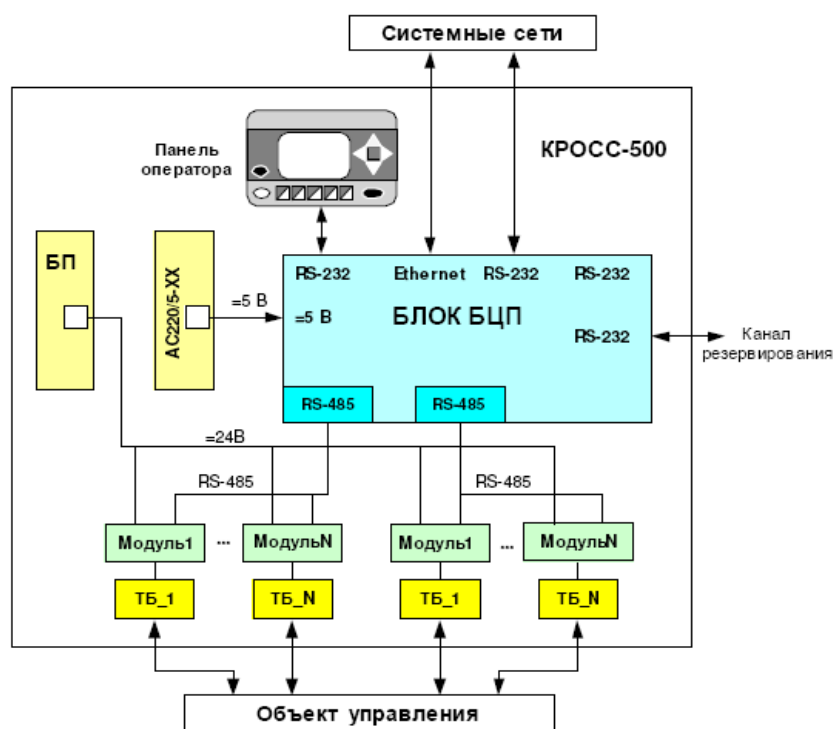 Системные сети
КРОСС-500
Панель
оператора
БП
АС220/5-ХХ
=5 В
RS-232
Ethernet
RS-232
RS-232
=5 В
БЛОК БЦП
RS-232
Канал
резервирования
RS-485
RS-485
=24В
RS-485
RS-485
Модуль1
...
МодульN
Модуль1
...
МодульN
ТБ_1
ТБ_N
ТБ_1
ТБ_N
Объект управления